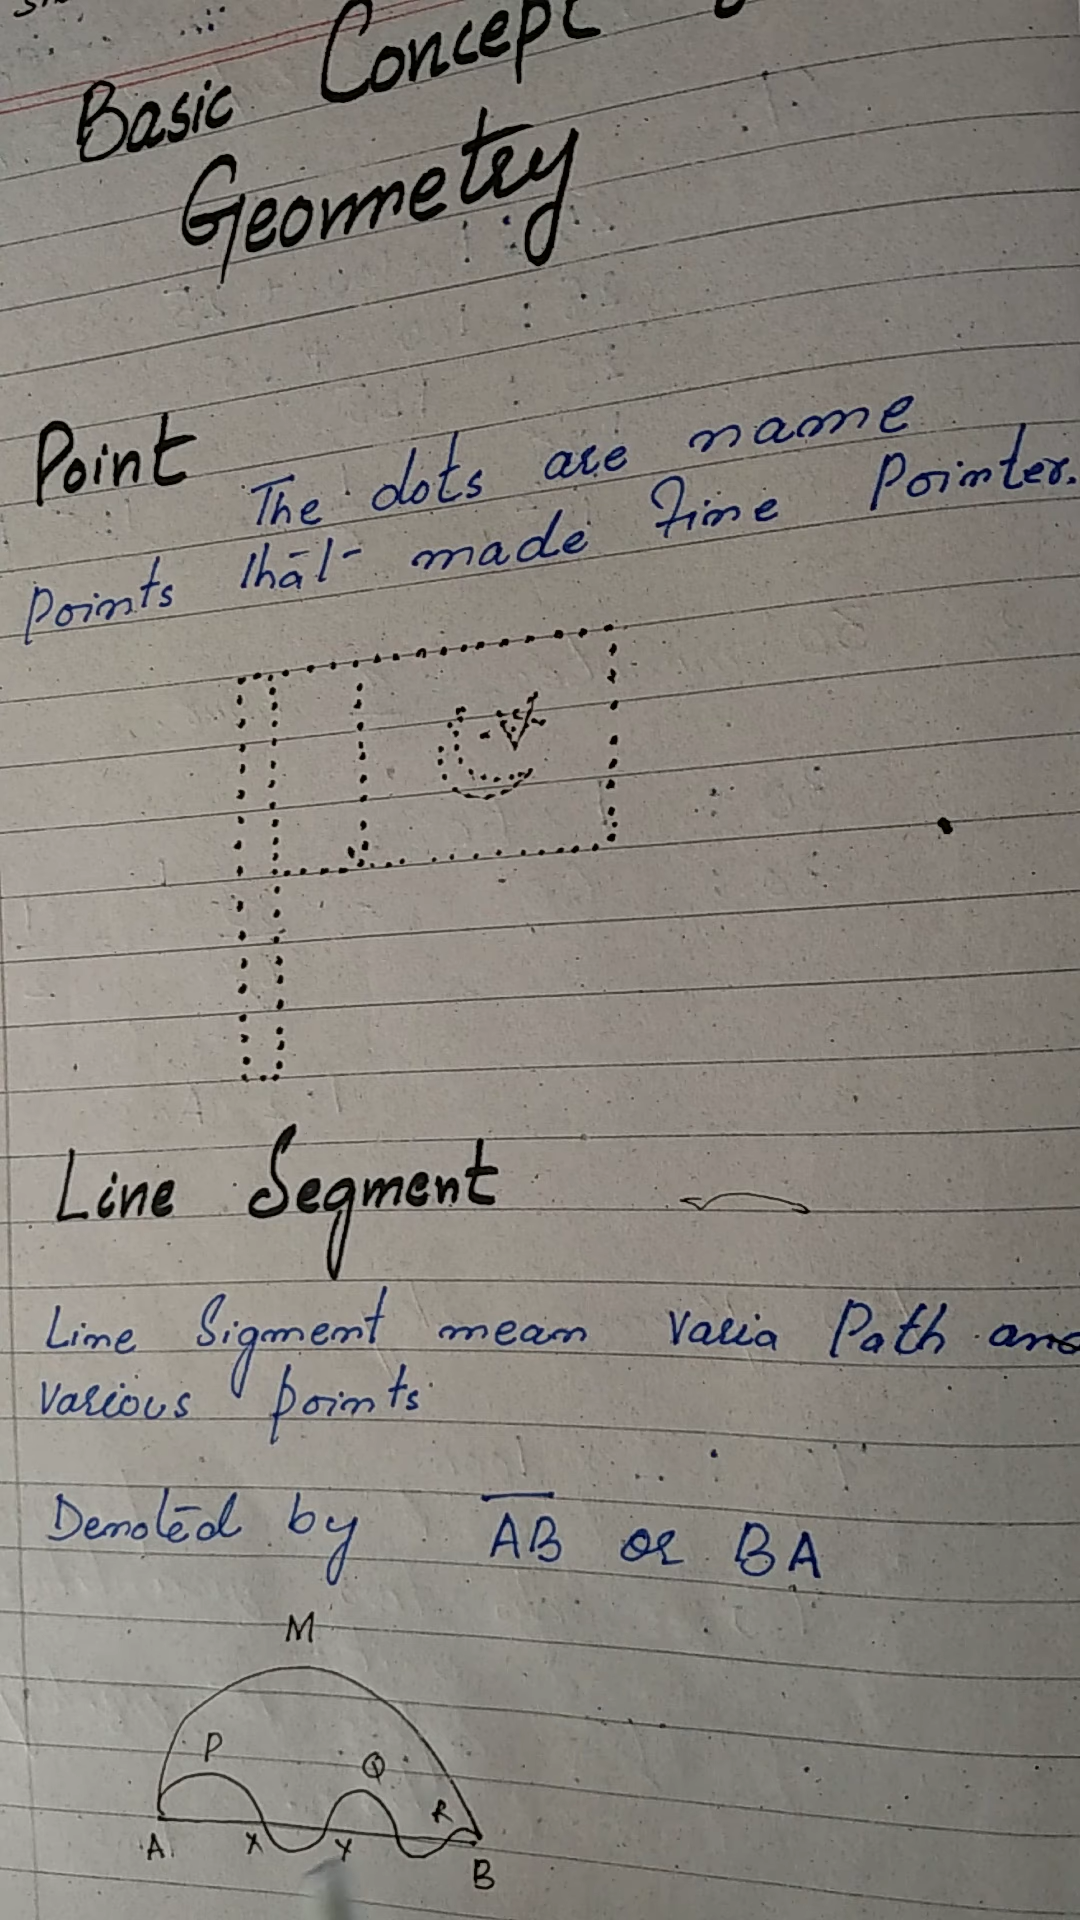 Basic Concept
Geometry
Point
The dots are name
Points that made fine Pointer.
Line Segment
Line Sigment mean Varia Path and
Various points
Denoted by AB or BA
M
P
Q
R
A X Y B